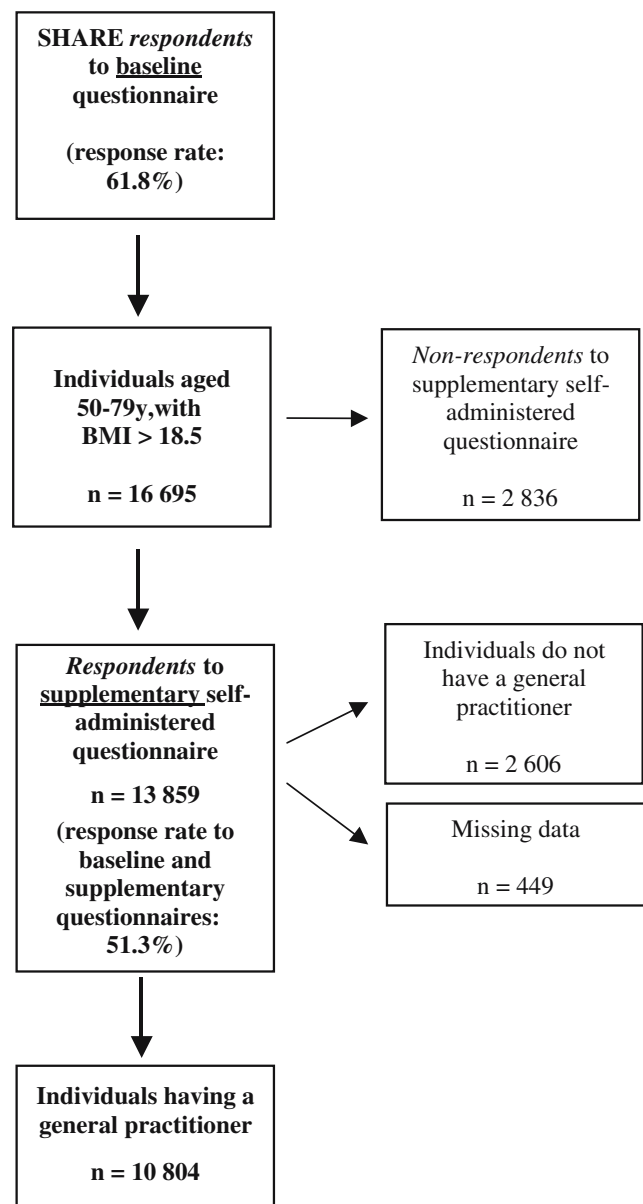 SHARE respondents
to baseline
questionnaire
(response rate:
61.8%)
Individuals aged
50-79y,with
BMI > 18.5
n = 16 695
Non-respondents to
supplementary self-
administered
questionnaire
n = 2 836
Respondents to
supplementary self-
administered
questionnaire
n = 13 859
(response rate to
baseline and
supplementary
questionnaires:
51.3%)
Individuals do not
have a general
practitioner
n = 2 606
Missing data
n = 449
Individuals having a
general practitioner
n = 10 804